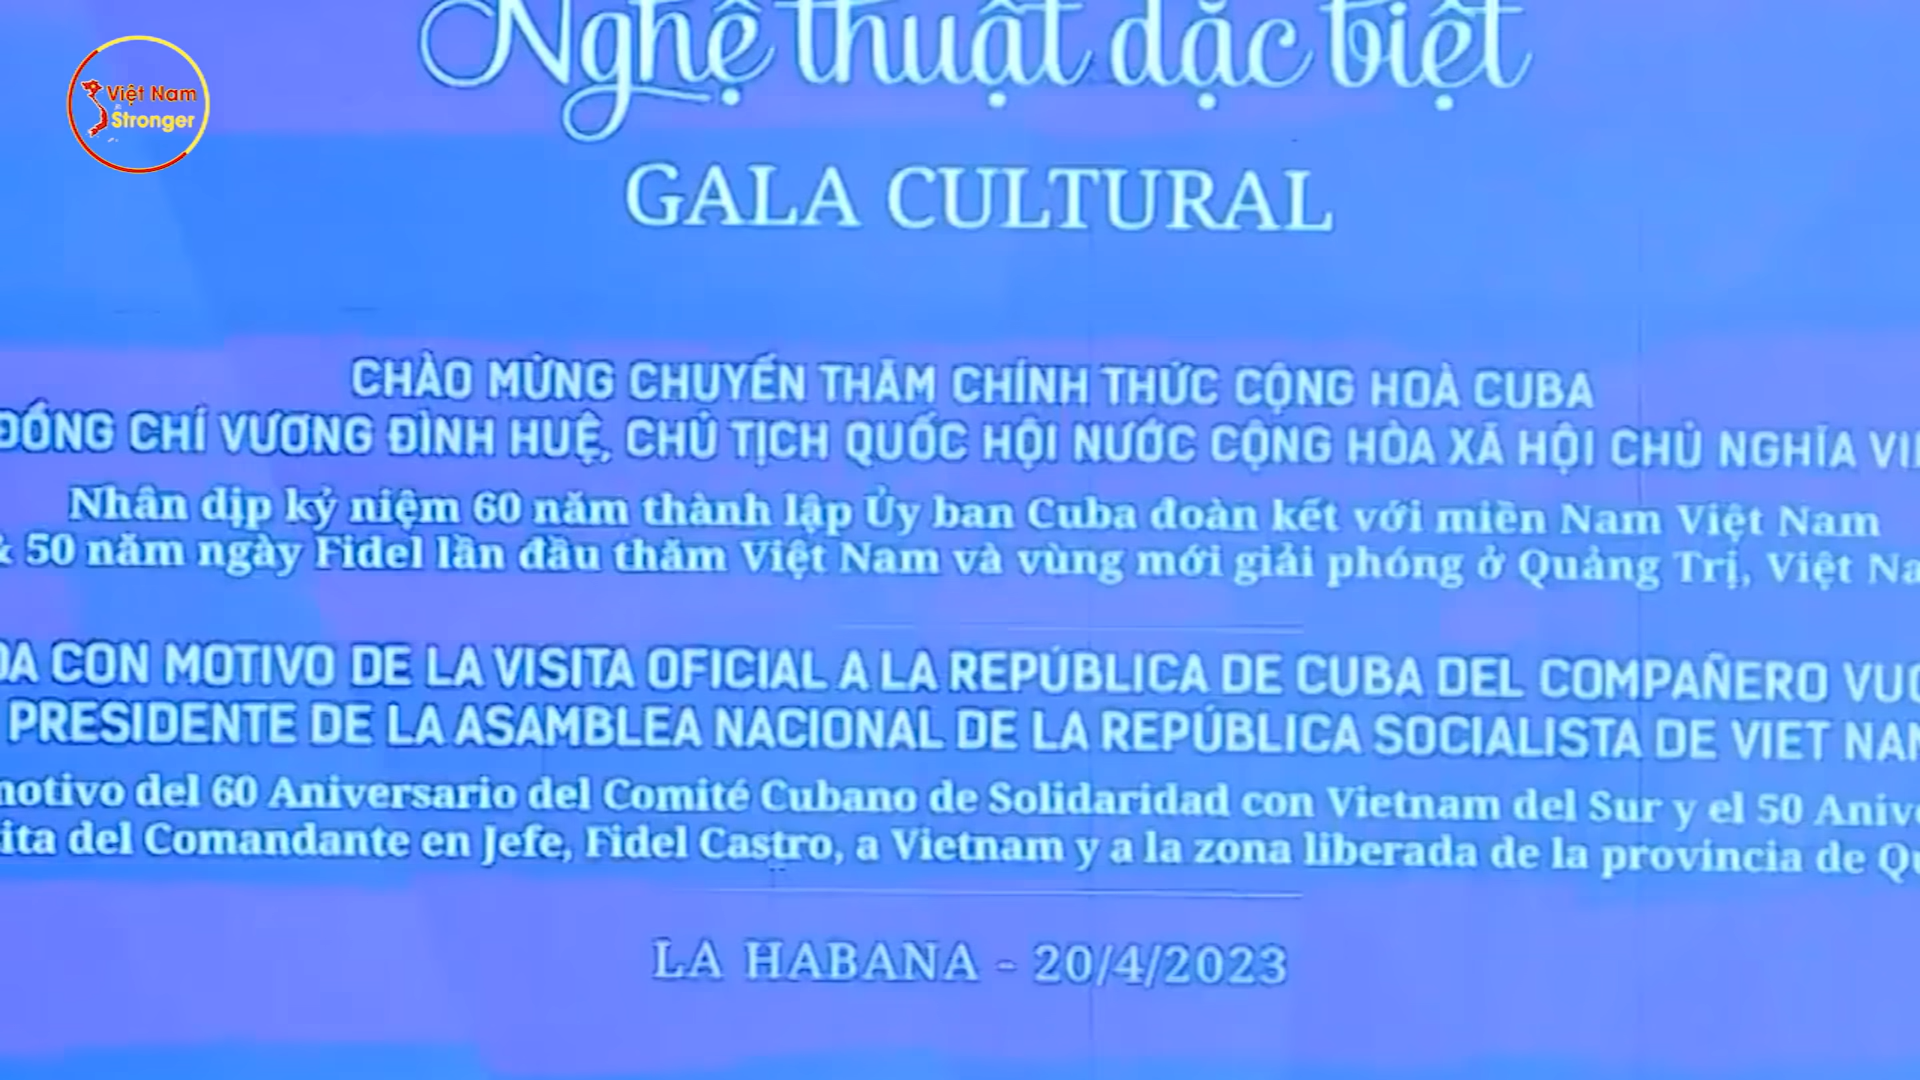 Việt Nam
Stronger
Nghệ thuật đặc biệt
GALA CULTURAL
CHÀO MỪNG CHUYẾN THĂM CHÍNH THỨC CỘNG HOÀ CUBA
ĐỒNG CHÍ VƯƠNG ĐÌNH HUỆ, CHỦ TỊCH QUỐC HỘI NƯỚC CỘNG HÒA XÃ HỘI CHỦ NGHĨA
Nhân dịp kỷ niệm 60 năm thành lập Ủy ban Cuba đoàn kết với miền Nam Việt Nam
& 50 năm ngày Fidel lần đầu thăm Việt Nam và vùng mới giải phóng ở Quảng Trị, Việt
CON MOTIVO DE LA VISITA OFICIAL A LA REPÚBLICA DE CUBA DEL COMPAÑERO
PRESIDENTE DE LA ASAMBLEA NACIONAL DE LA REPÚBLICA SOCIALISTA DE VIET NAM
motivo del 60 Aniversario del Comité Cubano de Solidaridad con Vietnam del Sur y el 50
del Comandante en Jefe, Fidel Castro, a Vietnam y a la zona liberada de la provincia de
LA HABANA - 20/4/2023